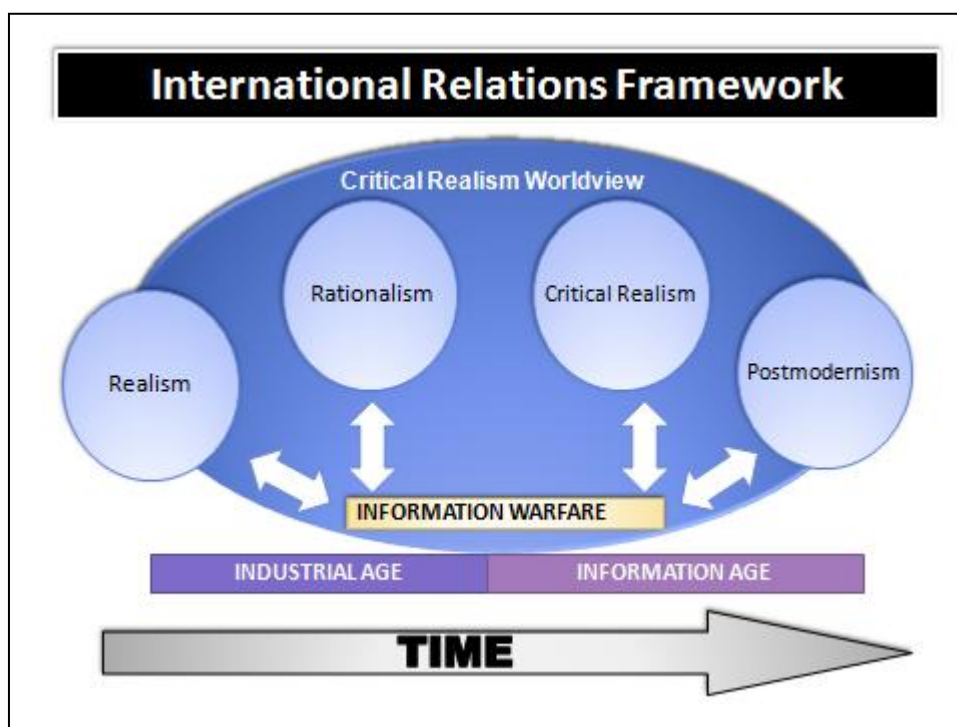 International Relations Framework
Critical Realism Worldview
Rationalism
Critical Realism
Realism
Postmodernism
INFORMATION WARFARE
INDUSTRIAL AGE
INFORMATION AGE
TIME